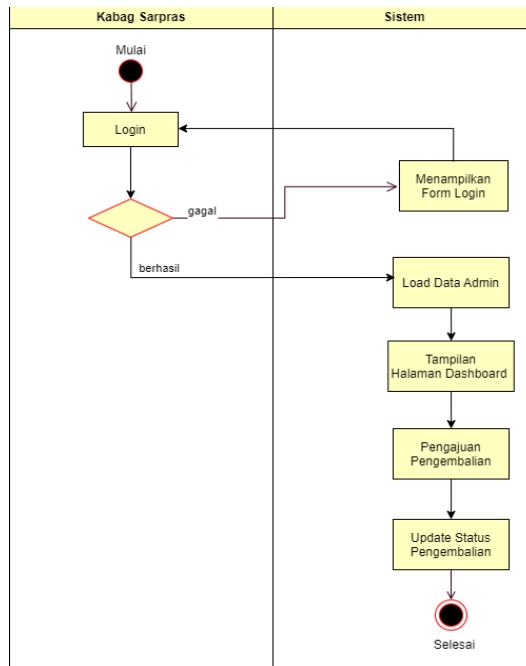 Kabag Sarpras
Sistem
Mulai
Login
Menampilkan
Form Login
gagal
berhasil
Load Data Admin
Tampilan
Halaman Dashboard
Pengajuan
Pengembalian
Update Status
Pengembalian
Selesai